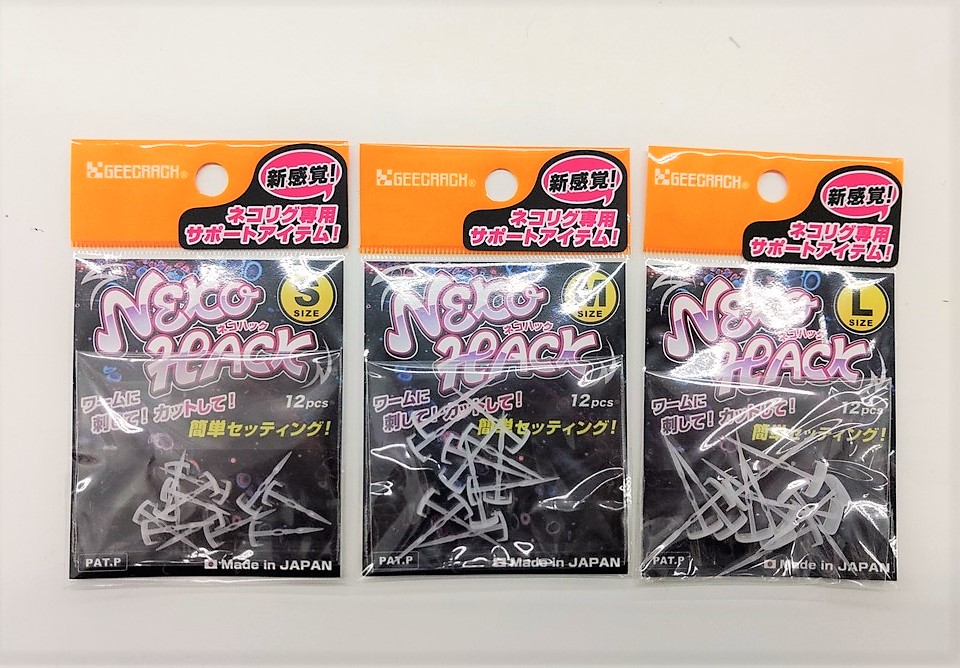 GEECRACK®
新感覚!
ネコリグ専用
サポートアイテム!
NEKO
S
SIZE
ネコハック
HACK
ワームに
刺して!カットして!
12pcs
簡単セッティング!
PAT.P
Made in JAPAN
GEECRACK®
新感覚!
ネコリグ専用
サポートアイテム!
NEKO
M
SIZE
ネコハック
HACK
ワームに
刺して!カットして!
12pcs
簡単セッティング!
PAT.P
Made in JAPAN
GEECRACK®
新感覚!
ネコリグ専用
サポートアイテム!
NEKO
L
SIZE
ネコハック
HACK
ワームに
刺して!カットして!
12pcs
簡単セッティング!
PAT.P
Made in JAPAN